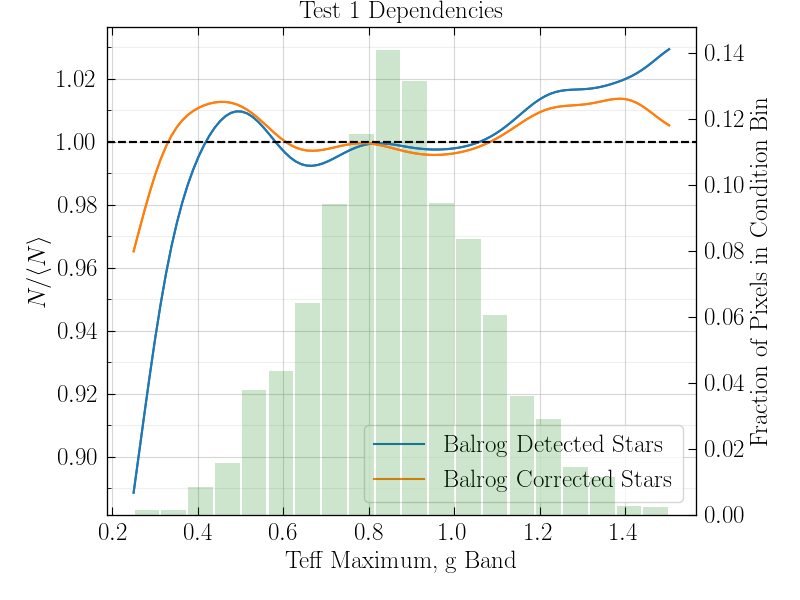 Test 1 Dependencies
N/⟨N⟩
1.02
1.00
0.98
0.96
0.94
0.92
0.90
0.14
0.12
0.10
0.08
0.06
0.04
0.02
0.00
Fraction of Pixels in Condition Bin
Balrog Detected Stars
Balrog Corrected Stars
0.2 0.4 0.6 0.8 1.0 1.2 1.4
Teff Maximum, g Band